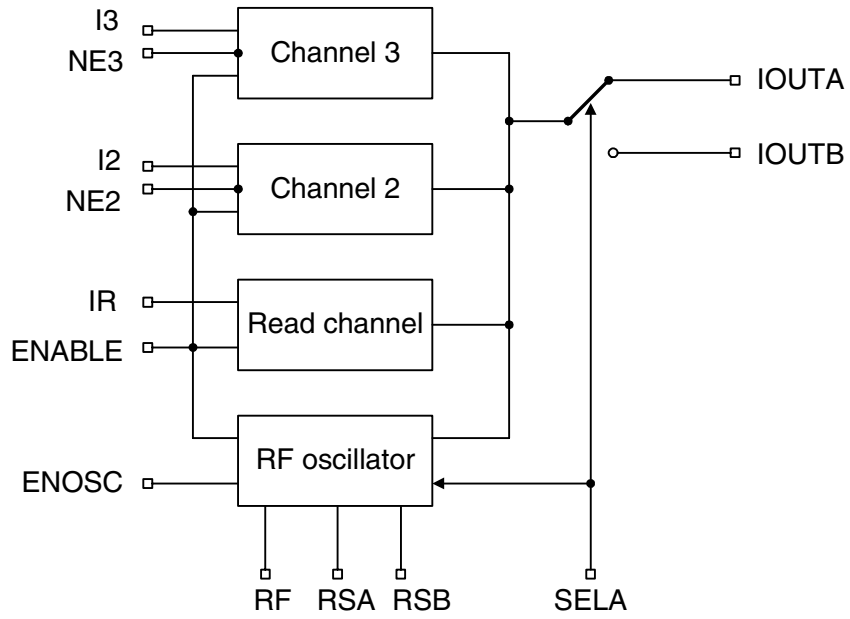 I3
Channel 3
NE3
IOUTA
I2
Channel 2
NE2
IOUTB
IR
Read channel
ENABLE
RF oscillator
ENOSC
RF
RSA
RSB
SELA